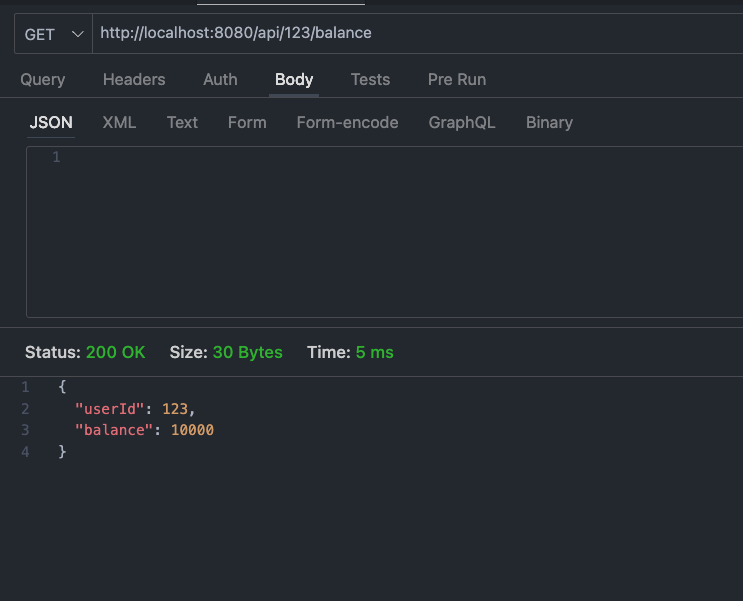 GET http://localhost:8080/api/123/balance
Query Headers Auth Body Tests Pre Run
JSON XML Text Form Form-encode GraphQL Binary
1
Status: 200 OK Size: 30 Bytes Time: 5 ms
1 {
2 "userId": 123,
3 "balance": 10000
4 }